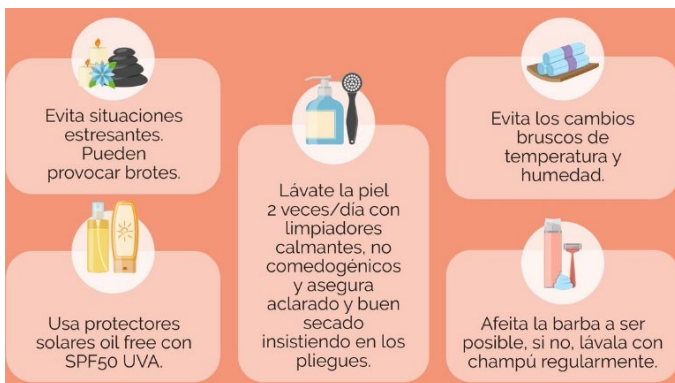 Evita situaciones
estresantes.
Pueden
provocar brotes.
Usa protectores
solares oil free con
SPF50 UVA.
Lávate la piel
2 veces/día con
limpiadores
calmantes, no
comedogénicos
y asegura
aclarado y buen
secado
insistiendo en los
pliegues.
Evita los cambios
bruscos de
temperatura y
humedad.
Afeita la barba a ser
posible, si no, lávala con
champú regularmente.